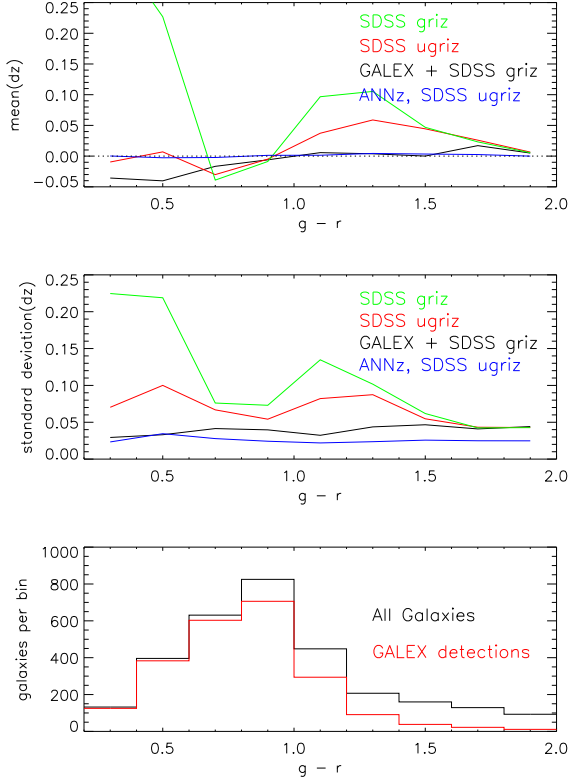 0.25
0.20
0.15
0.10
0.05
0.00
−0.05
mean(dz)
SDSS griz
SDSS ugriz
GALEX + SDSS griz
ANNz, SDSS ugriz
0.5 1.0 1.5 2.0
g − r
0.25
0.20
0.15
0.10
0.05
0.00
standard deviation(dz)
SDSS griz
SDSS ugriz
GALEX + SDSS griz
ANNz, SDSS ugriz
0.5 1.0 1.5 2.0
g − r
1000
800
600
400
200
0
galaxies per bin
All Galaxies
GALEX detections
0.5 1.0 1.5 2.0
g − r